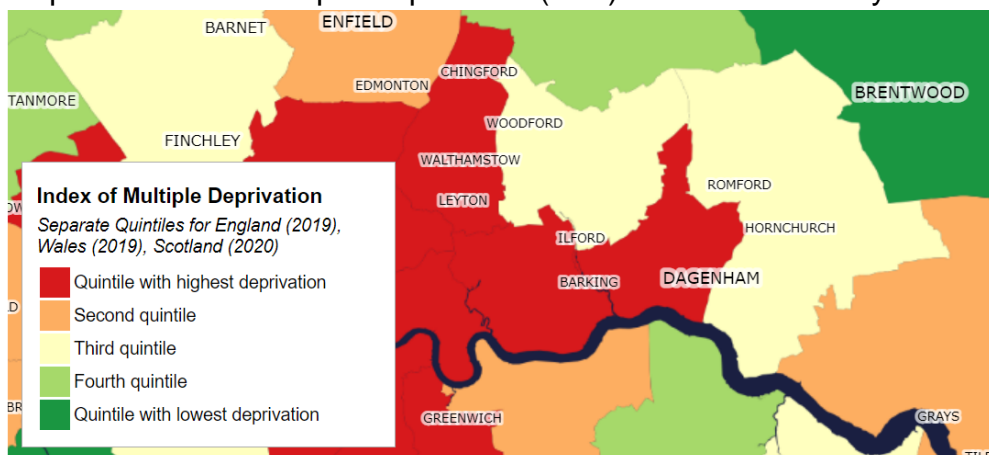 BARNET
ENFIELD
CHINGFORD
EDMONTON
BRENTWOOD
TANMORE
WOODFORD
FINCHLEY
WALTHAMSTOW
ROMFORD
LEYTON
HORNCHURCH
ILFORD
BARKING
DAGENHAM
GREENWICH
GRAYS
Index of Multiple Deprivation
Separate Quintiles for England (2019),
Wales (2019), Scotland (2020)
Quintile with highest deprivation
Second quintile
Third quintile
Fourth quintile
Quintile with lowest deprivation